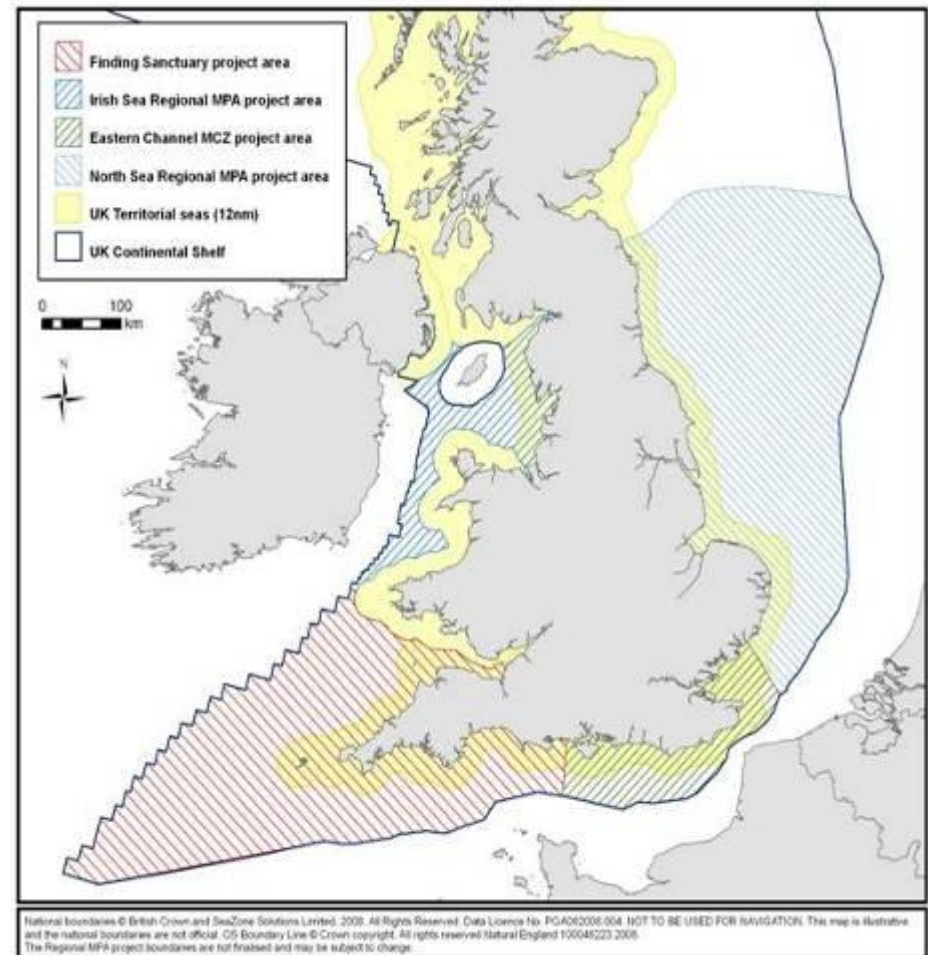 Finding Sanctuary project area
Irish Sea Regional MPA project area
Eastern Channel MCZ project area
North Sea Regional MPA project area
UK Territorial seas (12nm)
UK Continental Shelf
0 100
km
N
National boundaries © British Crown and SeaZone Solutions Limited, 2008. All Rights Reserved. Data Licence No. PGA062008.004. NOT TO BE USED FOR NAVIGATION. This map is illustrative
and the national boundaries are not official. OS Boundary Line © Crown copyright. All rights reserved Natural England 100046223 2008.
The Regional MPA project boundaries are not finalised and may be subject to change.